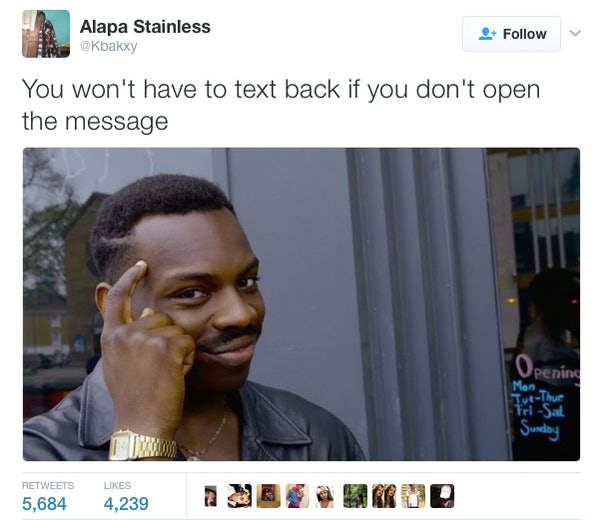 Alapa Stainless
@Kbakxy
Follow
You won't have to text back if you don't open
the message
Opening
Mon
Tue-Thur
Fri-Sat
Sunday
RETWEETS
LIKES
5,684
4,239